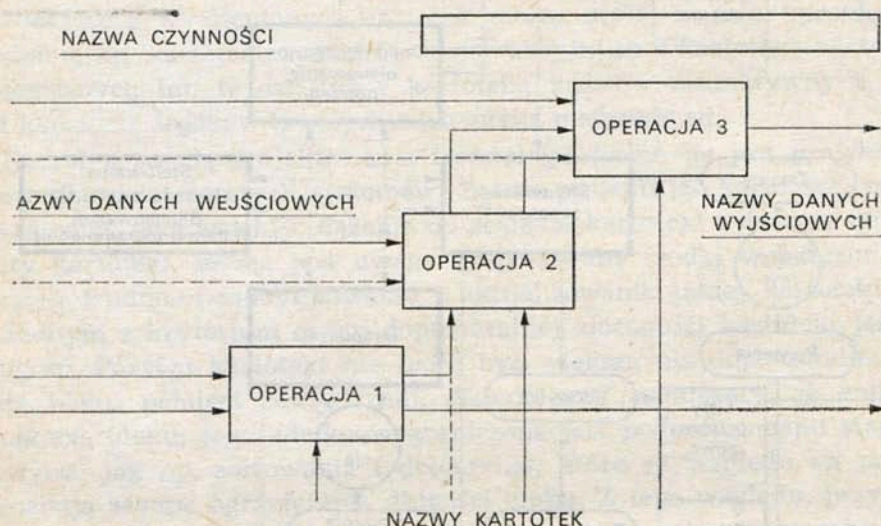 NAZWA CZYNNOŚCI
OPERACJA 3
AZWY DANYCH WEJŚCIOWYCH
NAZWY DANYCH
WYJŚCIOWYCH
OPERACJA 2
OPERACJA 1
NAZWY KARTOTEK